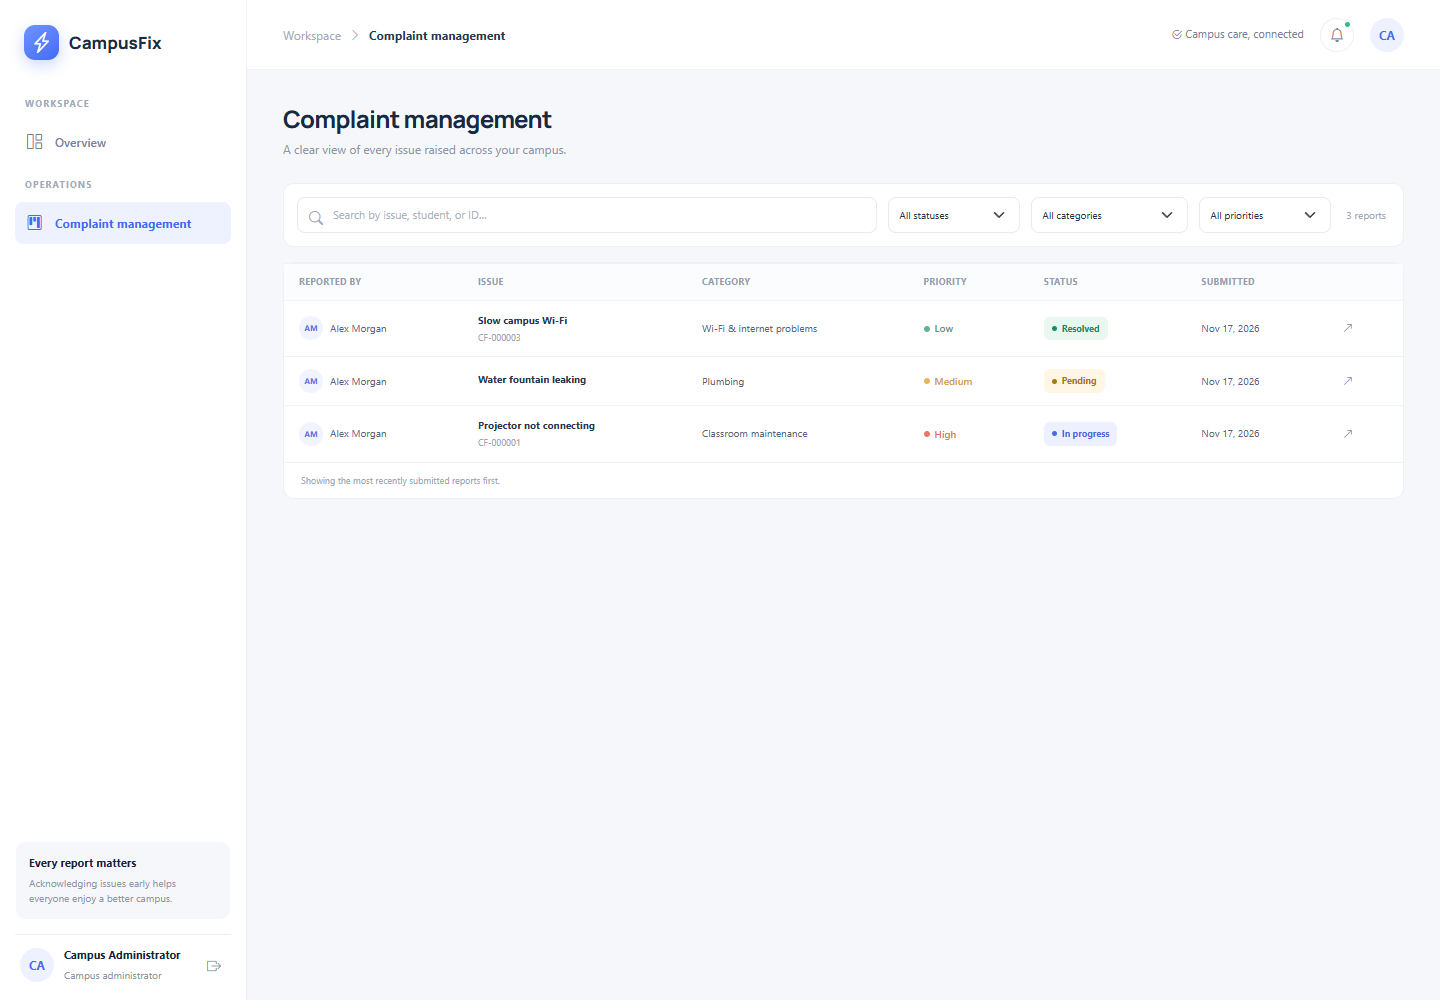 CampusFix
WORKSPACE
Overview
OPERATIONS
Complaint management
Every report matters
Acknowledging issues early helps
everyone enjoy a better campus.
CA
Campus Administrator
Campus administrator
Workspace
Complaint management
Campus care, connected
CA
Complaint management
A clear view of every issue raised across your campus.
Search by issue, student, or ID...
All statuses
All categories
All priorities
3 reports
REPORTED BY ISSUE CATEGORY PRIORITY STATUS SUBMITTED
AM Alex Morgan Slow campus Wi-Fi Wi-Fi & internet problems Low Resolved Nov 17, 2026
CF-000003
AM Alex Morgan Water fountain leaking Plumbing Medium Pending Nov 17, 2026
AM Alex Morgan Projector not connecting Classroom maintenance High In progress Nov 17, 2026
CF-000001
Showing the most recently submitted reports first.